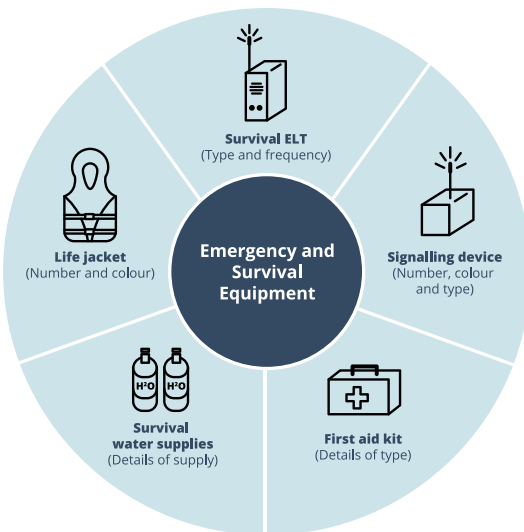 Survival ELT
(Type and frequency)
Signalling device
(Number, colour
and type)
First aid kit
(Details of type)
H²O H²O
Survival
water supplies
(Details of supply)
Life jacket
(Number and colour)
Emergency and
Survival
Equipment